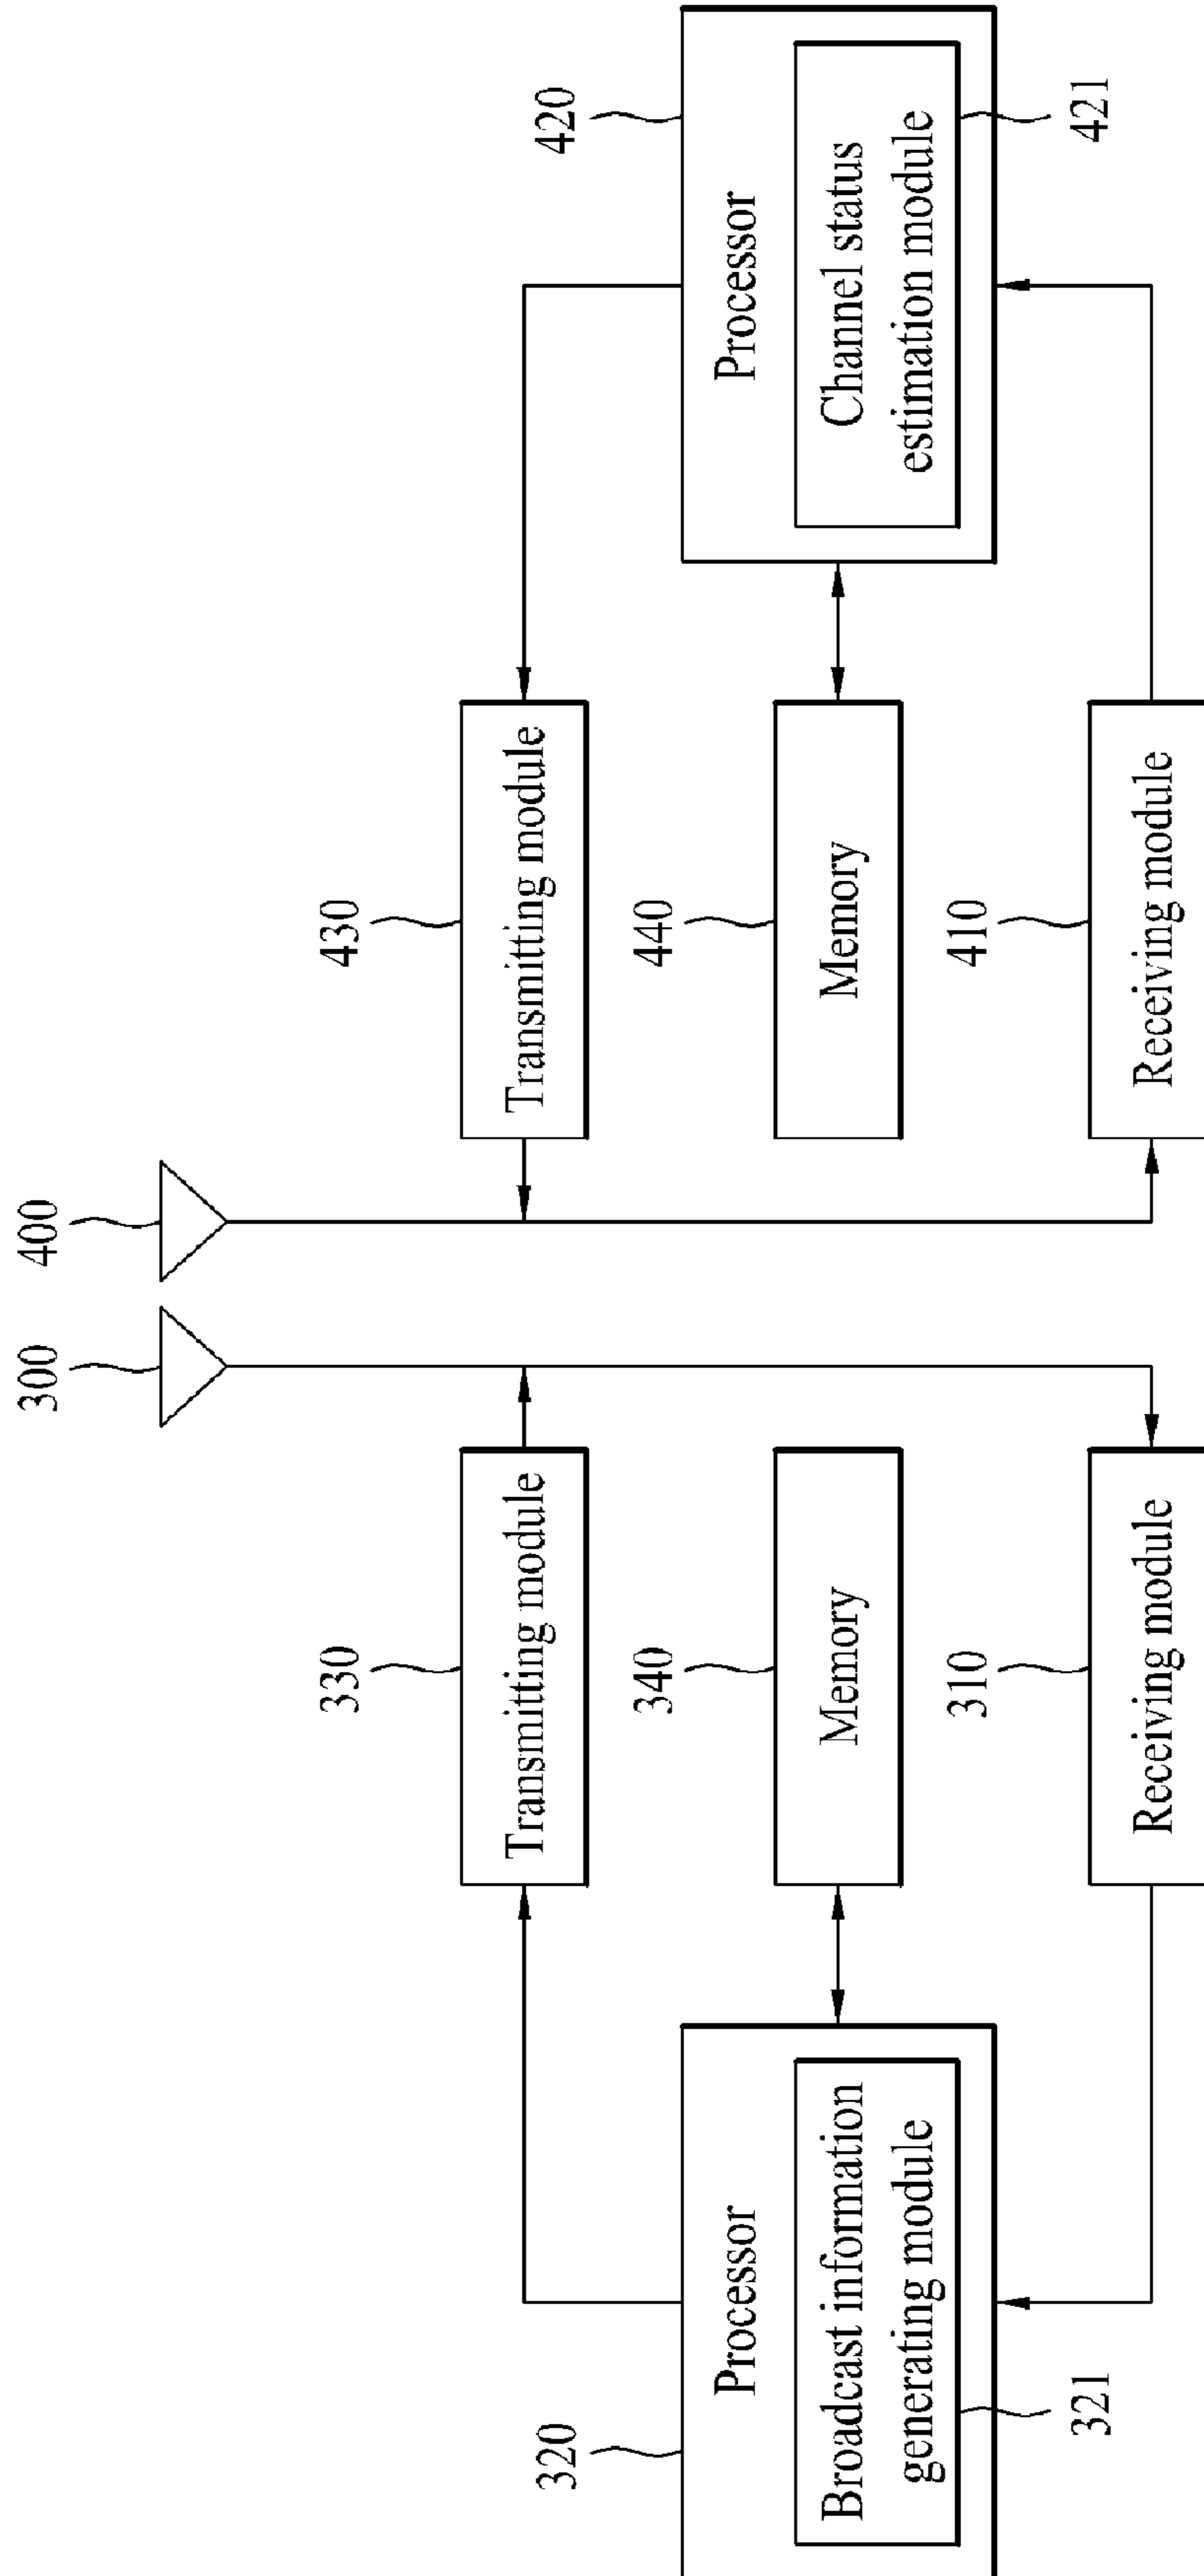 300
400
330
Transmitting module
430
Transmitting module
320
Processor
Broadcast information
generating module
321
340
Memory
440
Memory
420
Processor
Channel status
estimation module
421
310
Receiving module
410
Receiving module